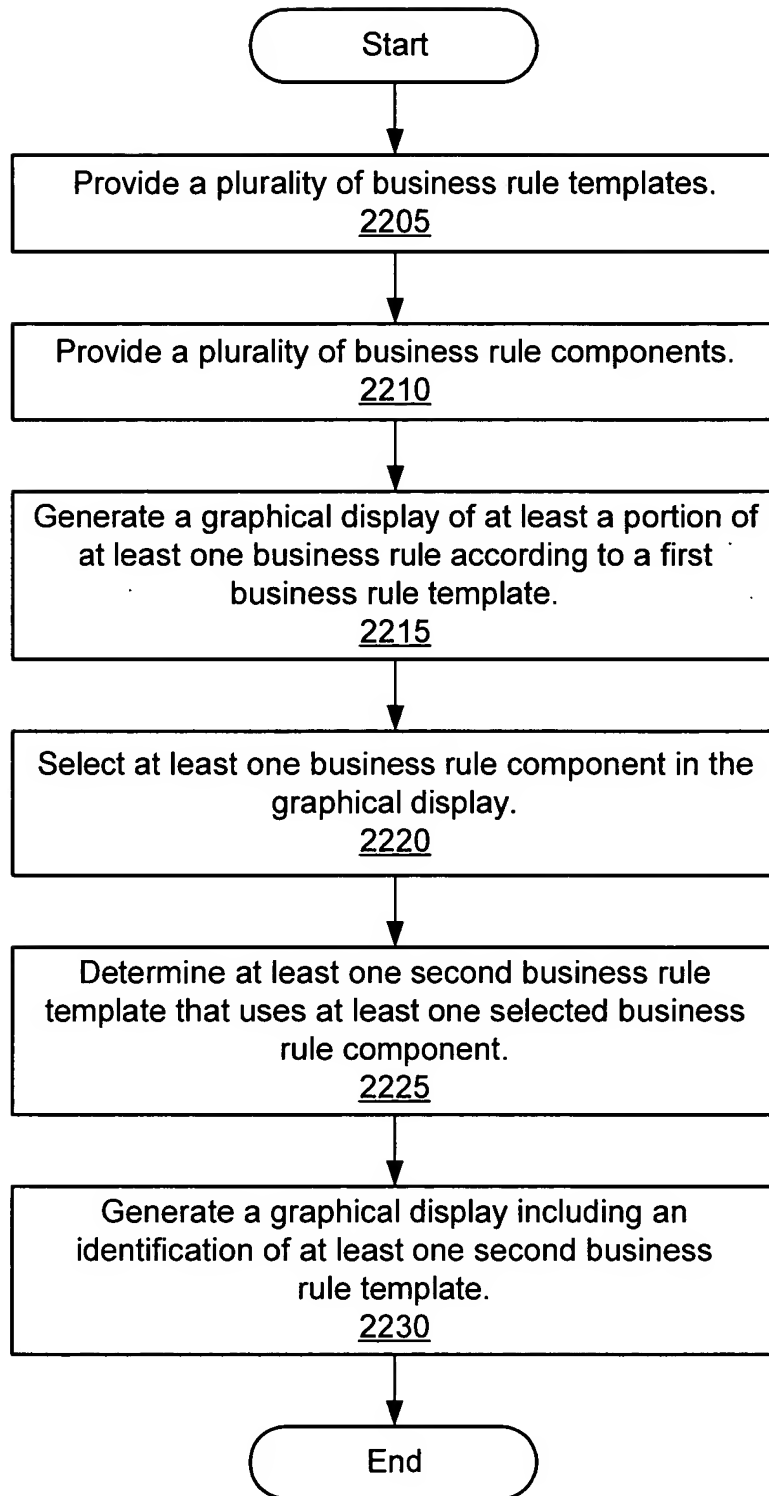 Start
Provide a plurality of business rule templates.
2205
Provide a plurality of business rule components.
2210
Generate a graphical display of at least a portion of
at least one business rule according to a first
business rule template.
2215
Select at least one business rule component in the
graphical display.
2220
Determine at least one second business rule
template that uses at least one selected business
rule component.
2225
Generate a graphical display including an
identification of at least one second business
rule template.
2230
End